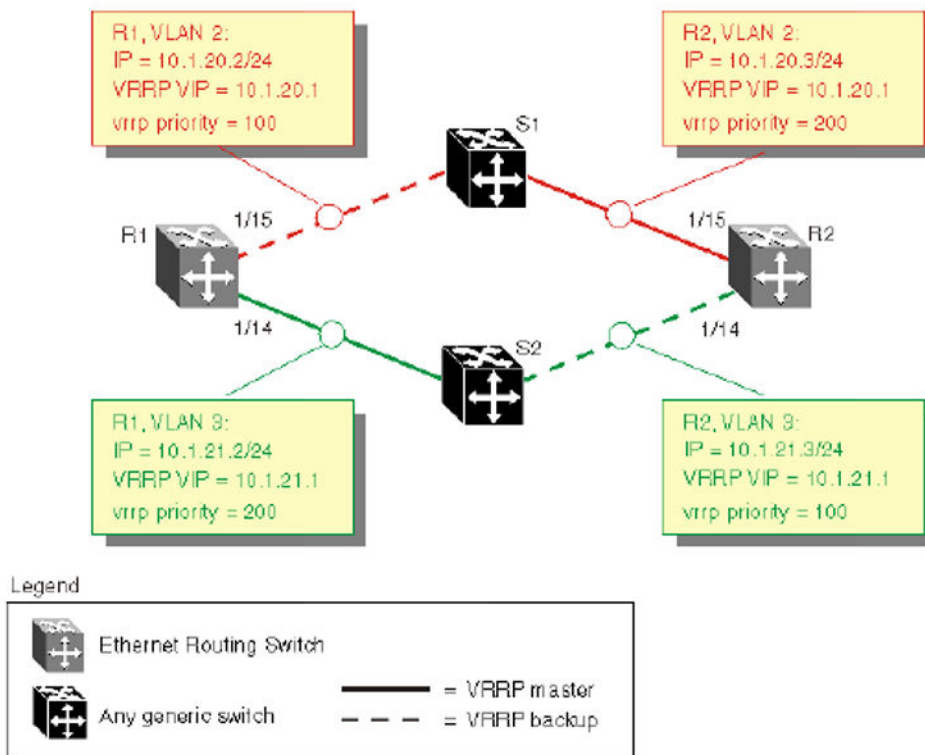 R1, VLAN 2:
IP = 10.1.20.2/24
VRRP VIP = 10.1.20.1
vrrp priority = 100
R2, VLAN 2:
IP = 10.1.20.3/24
VRRP VIP = 10.1.20.1
vrrp priority = 200
S1
R1
1/15
1/15
R2
1/14
1/14
S2
R1, VLAN 3:
IP = 10.1.21.2/24
VRRP VIP = 10.1.21.1
vrrp priority = 200
R2, VLAN 3:
IP = 10.1.21.3/24
VRRP VIP = 10.1.21.1
vrrp priority = 100
Legend
Ethernet Routing Switch
Any generic switch
= VRRP master
= VRRP backup